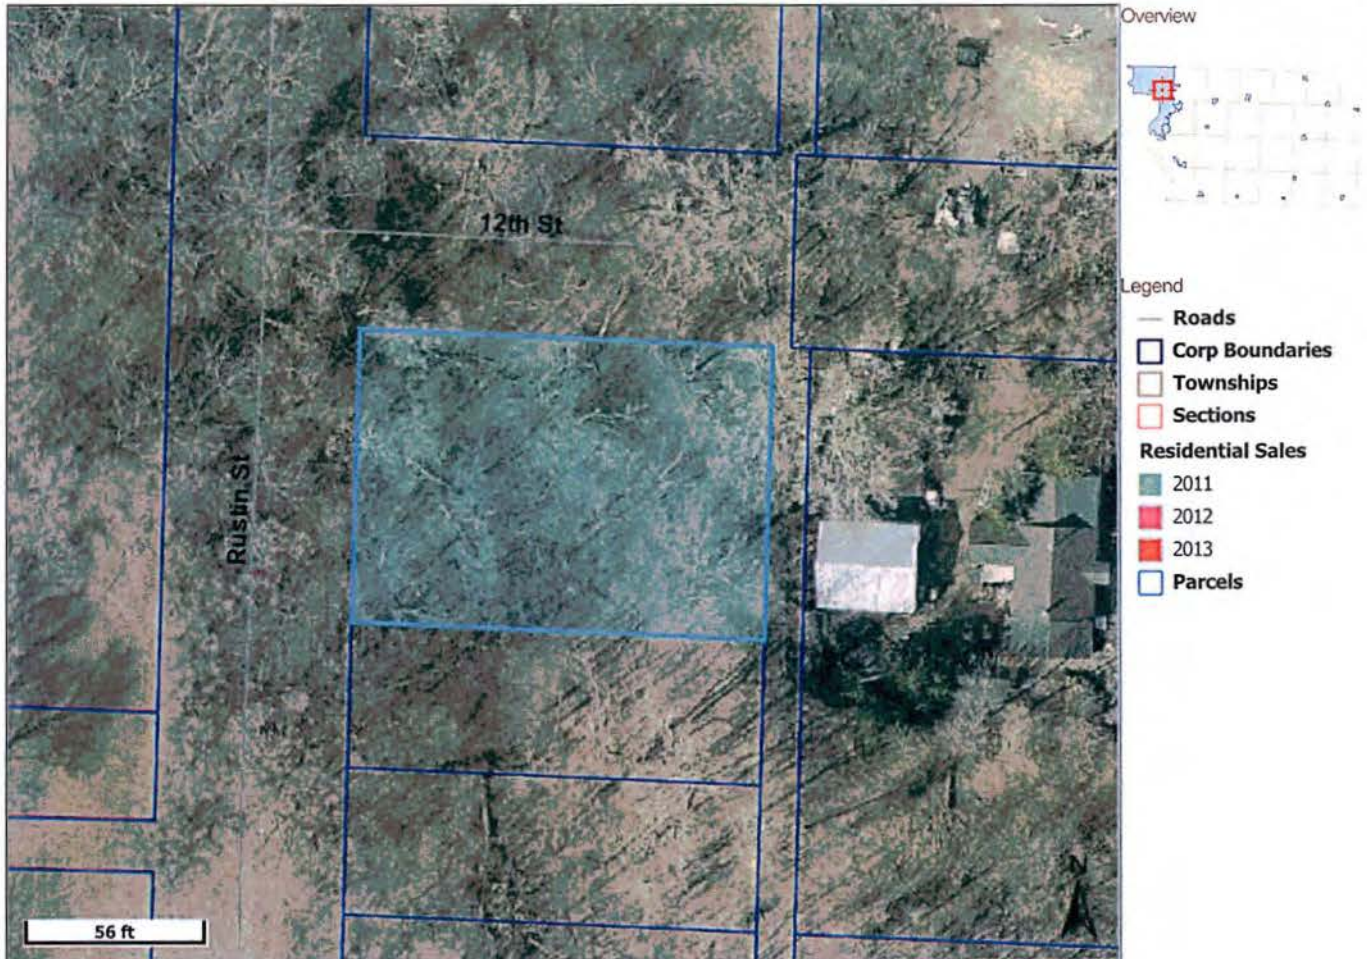 Overview
12th St
Rustin St
Legend
Roads
Corp Boundaries
Townships
Sections
Residential Sales
2011
2012
2013
Parcels
N
56 ft